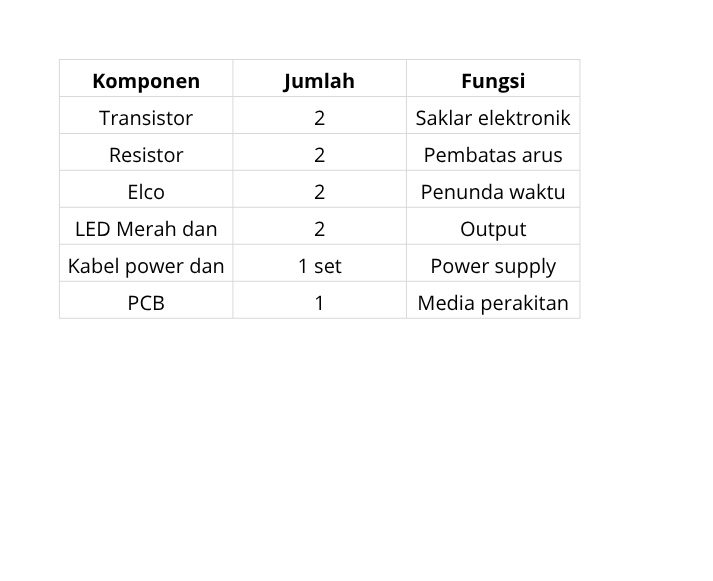 Komponen Jumlah Fungsi
Transistor 2 Saklar elektronik
Resistor 2 Pembatas arus
Elco 2 Penunda waktu
LED Merah dan 2 Output
Kabel power dan 1 set Power supply
PCB 1 Media perakitan